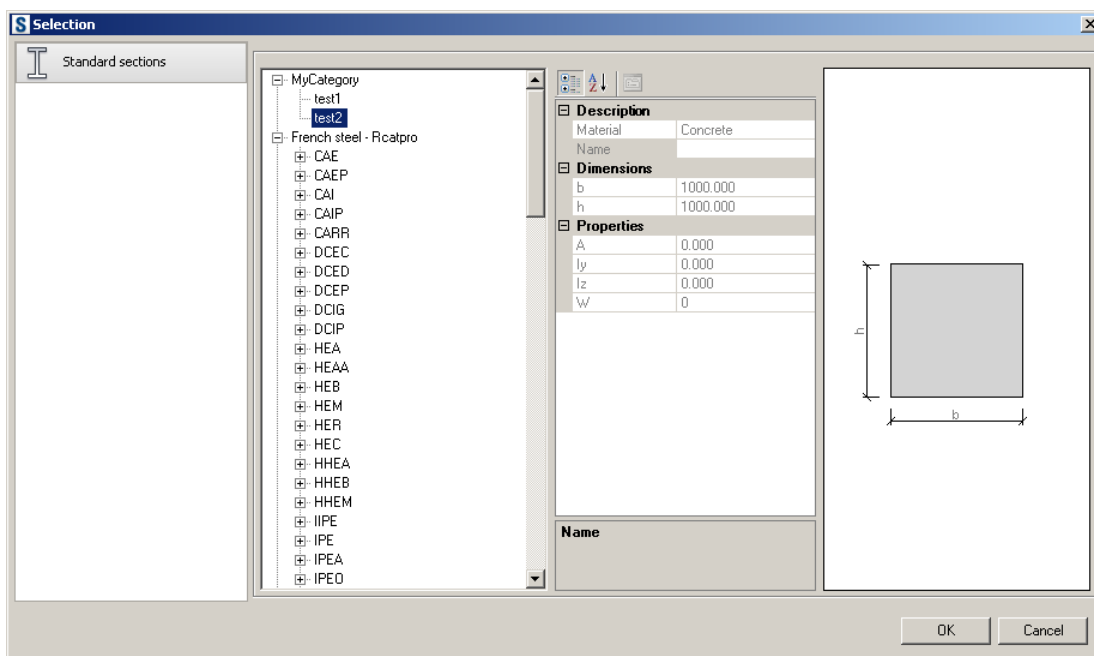 Selection
Standard sections
MyCategory
test1
test2
French steel - Rcatpro
CAE
CAEP
CAI
CAIP
CARR
DCEC
DCED
DCEP
DCIG
DCIP
HEA
HEAA
HEB
HEM
HER
HEC
HHEA
HHEB
HHEM
IIPE
IPE
IPEA
IPEO
Description
Material Concrete
Name
Dimensions
b 1000.000
h 1000.000
Properties
A 0.000
Iy 0.000
Iz 0.000
W 0
Name
h
b
OK Cancel